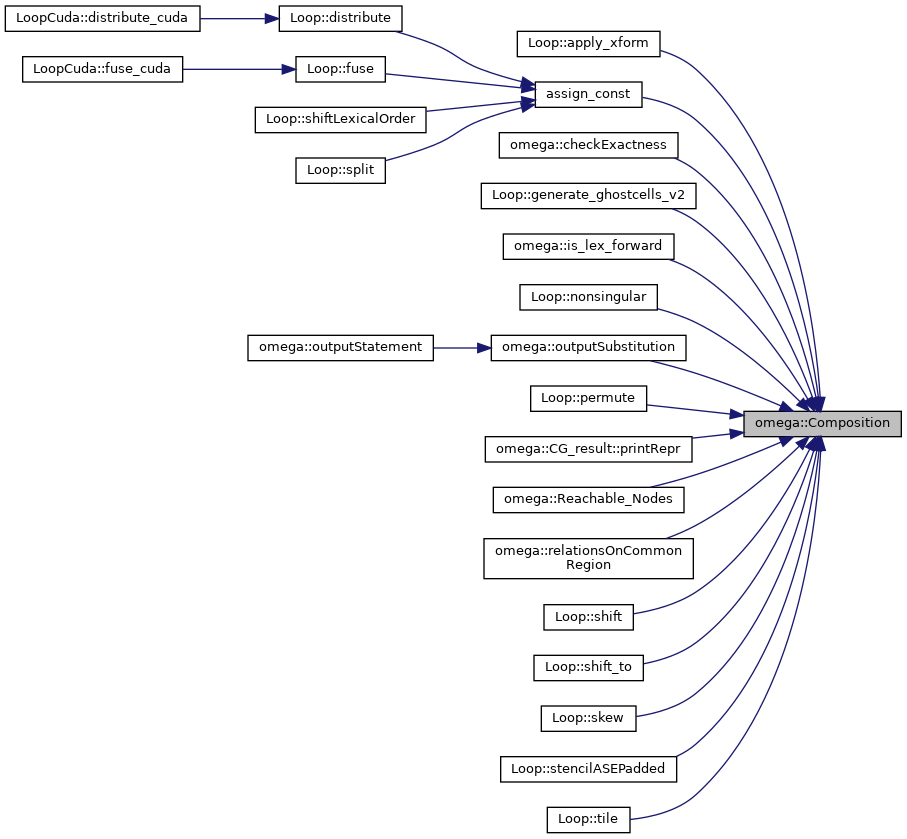 LoopCuda::distribute_cuda
Loop::distribute
Loop::apply_xform
LoopCuda::fuse_cuda
Loop::fuse
assign_const
Loop::shiftLexicalOrder
omega::checkExactness
Loop::split
Loop::generate_ghostcells_v2
omega::is_lex_forward
Loop::nonsingular
omega::outputStatement
omega::outputSubstitution
Loop::permute
omega::Composition
omega::CG_result::printRepr
omega::Reachable_Nodes
omega::relationsOnCommon
Region
Loop::shift
Loop::shift_to
Loop::skew
Loop::stencilASEPadded
Loop::tile